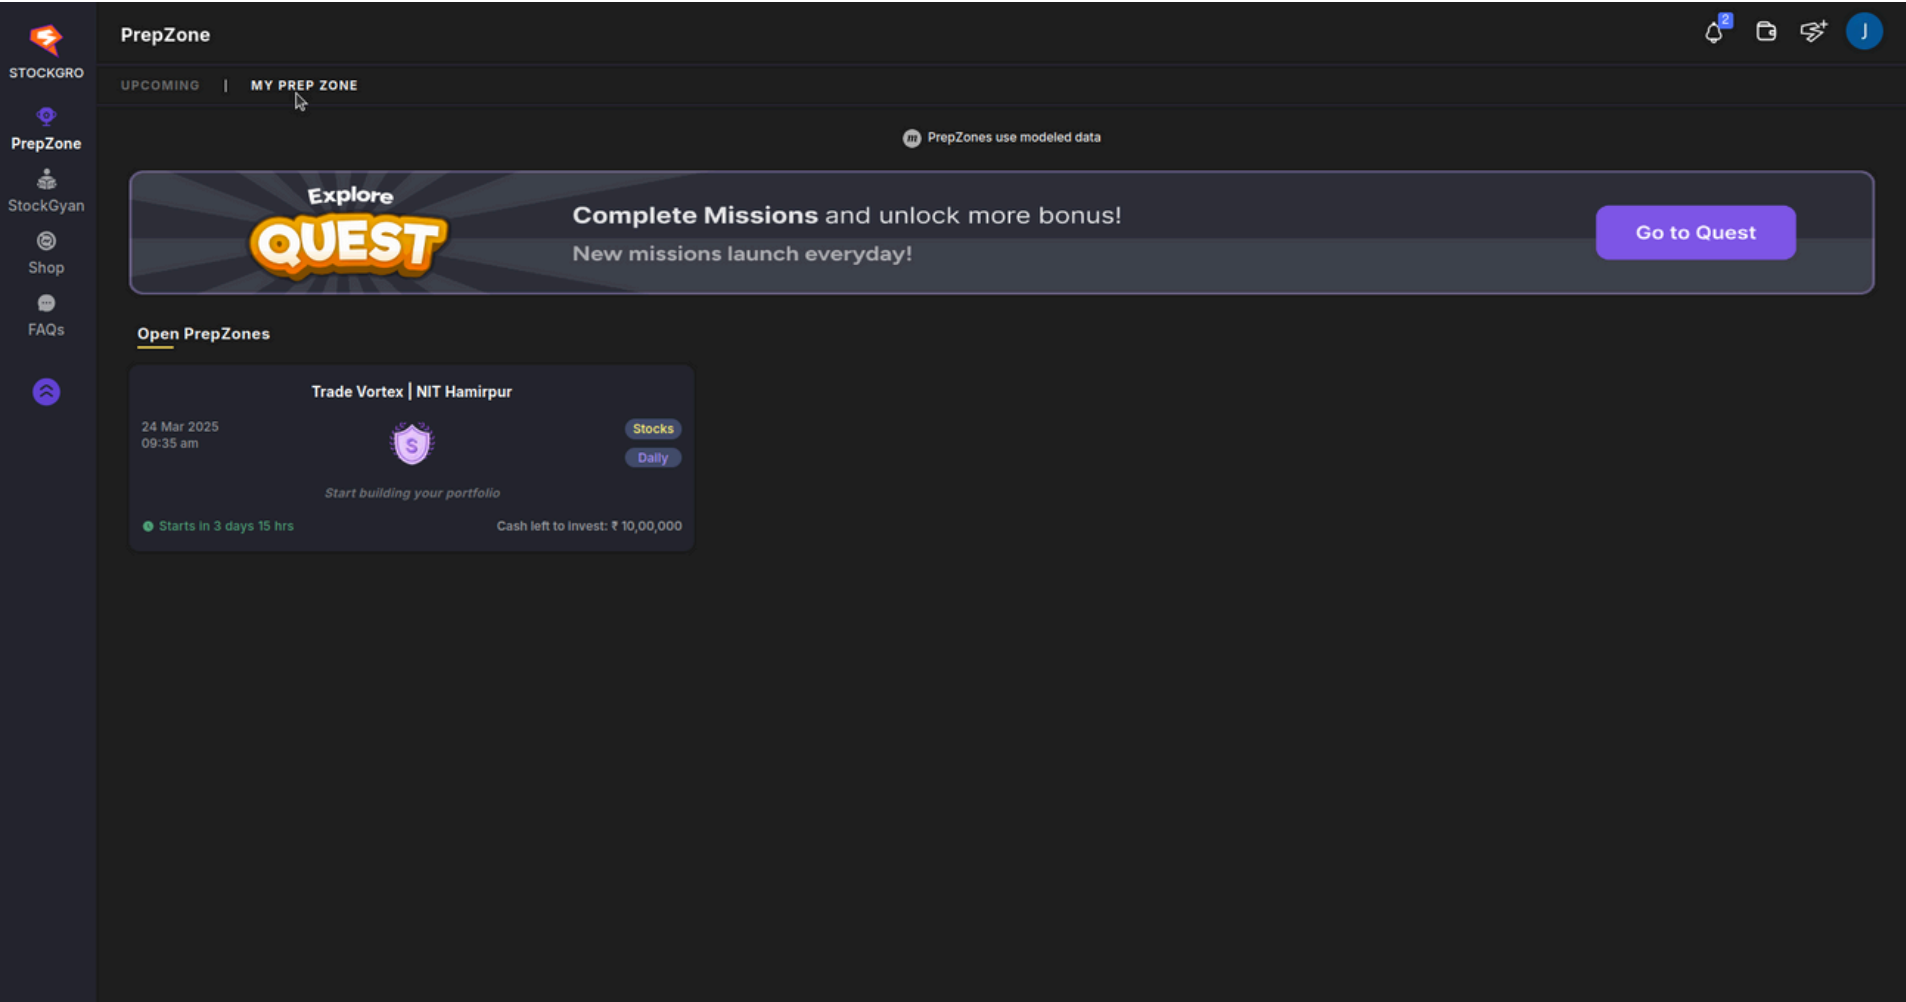 STOCKGRO
PrepZone
StockGyan
Shop
FAQs
PrepZone
2
J
UPCOMING | MY PREP ZONE
m PrepZones use modeled data
Explore
QUEST
Complete Missions and unlock more bonus!
New missions launch everyday!
Go to Quest
Open PrepZones
Trade Vortex | NIT Hamirpur
24 Mar 2025
09:35 am
S
Stocks
Daily
Start building your portfolio
Starts in 3 days 15 hrs
Cash left to invest: ₹ 10,00,000